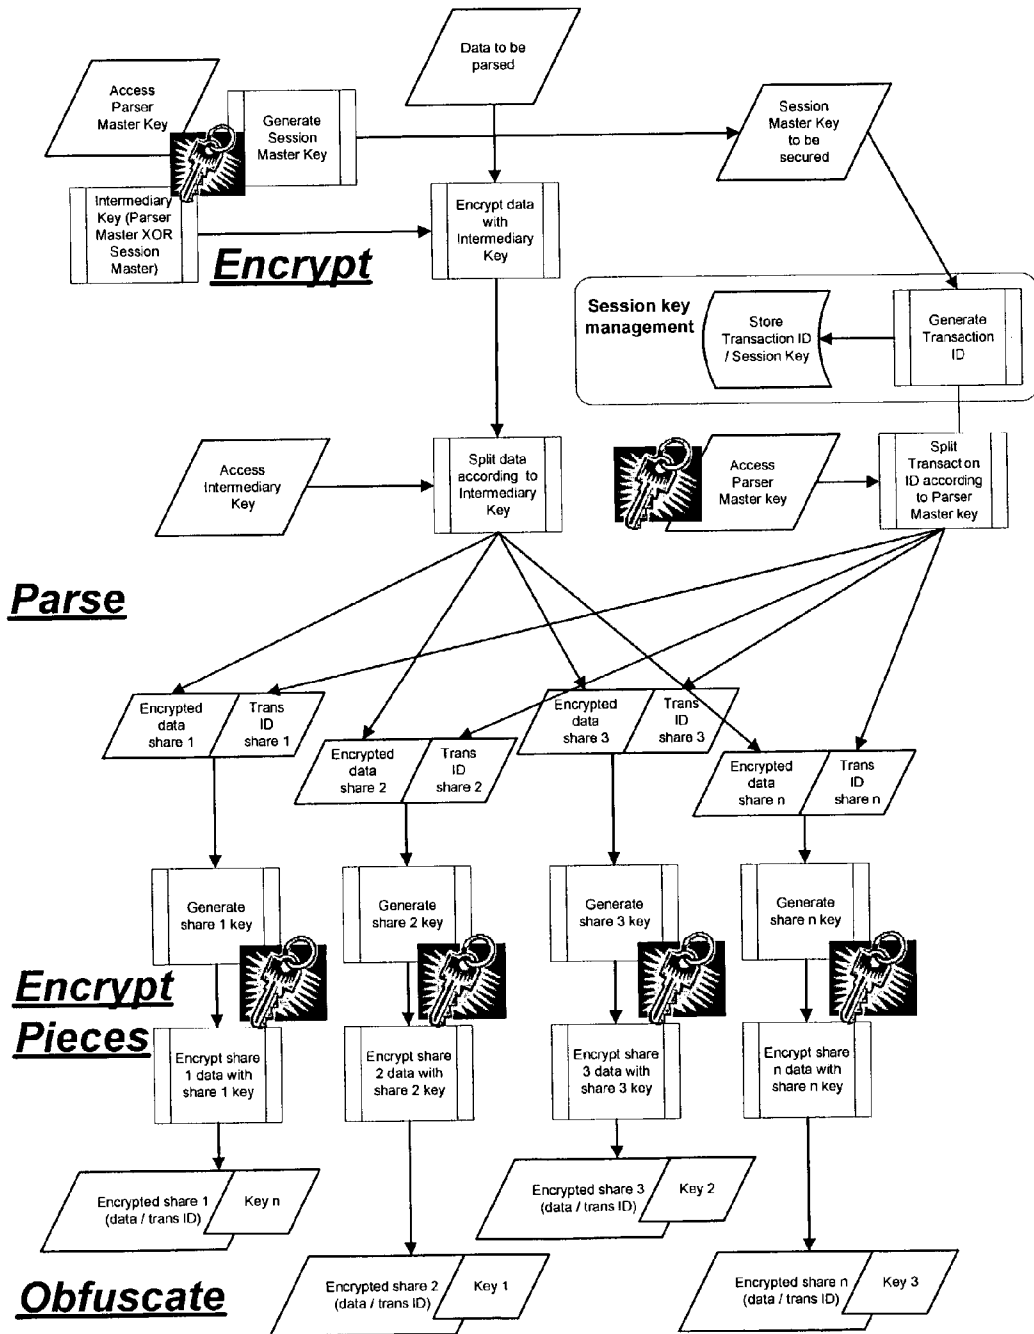 Data to be
parsed
Access
Parser
Master Key
Generate
Session
Master Key
Session
Master Key
to be
secured
Intermediary
Key (Parser
Master XOR
Session
Master)
Encrypt data
with
Intermediary
Key
Encrypt
Session key
management
Store
Transaction ID
/ Session Key
Generate
Transaction
ID
Access
Intermediary
Key
Split data
according to
Intermediary
Key
Access
Parser
Master key
Split
Transaction
ID according
to Parser
Master key
Parse
Encrypted
data
share 1
Trans
ID
share 1
Encrypted
data
share 2
Trans
ID
share 2
Encrypted
data
share 3
Trans
ID
share 3
Encrypted
data
share n
Trans
ID
share n
Generate
share 1 key
Generate
share 2 key
Generate
share 3 key
Generate
share n key
Encrypt
Pieces
Encrypt share
1 data with
share 1 key
Encrypt share
2 data with
share 2 key
Encrypt share
3 data with
share 3 key
Encrypt share
n data with
share n key
Encrypted share 1
(data / trans ID)
Key n
Encrypted share 2
(data / trans ID)
Key 1
Encrypted share 3
(data / trans ID)
Key 2
Encrypted share n
(data / trans ID)
Key 3
Obfuscate